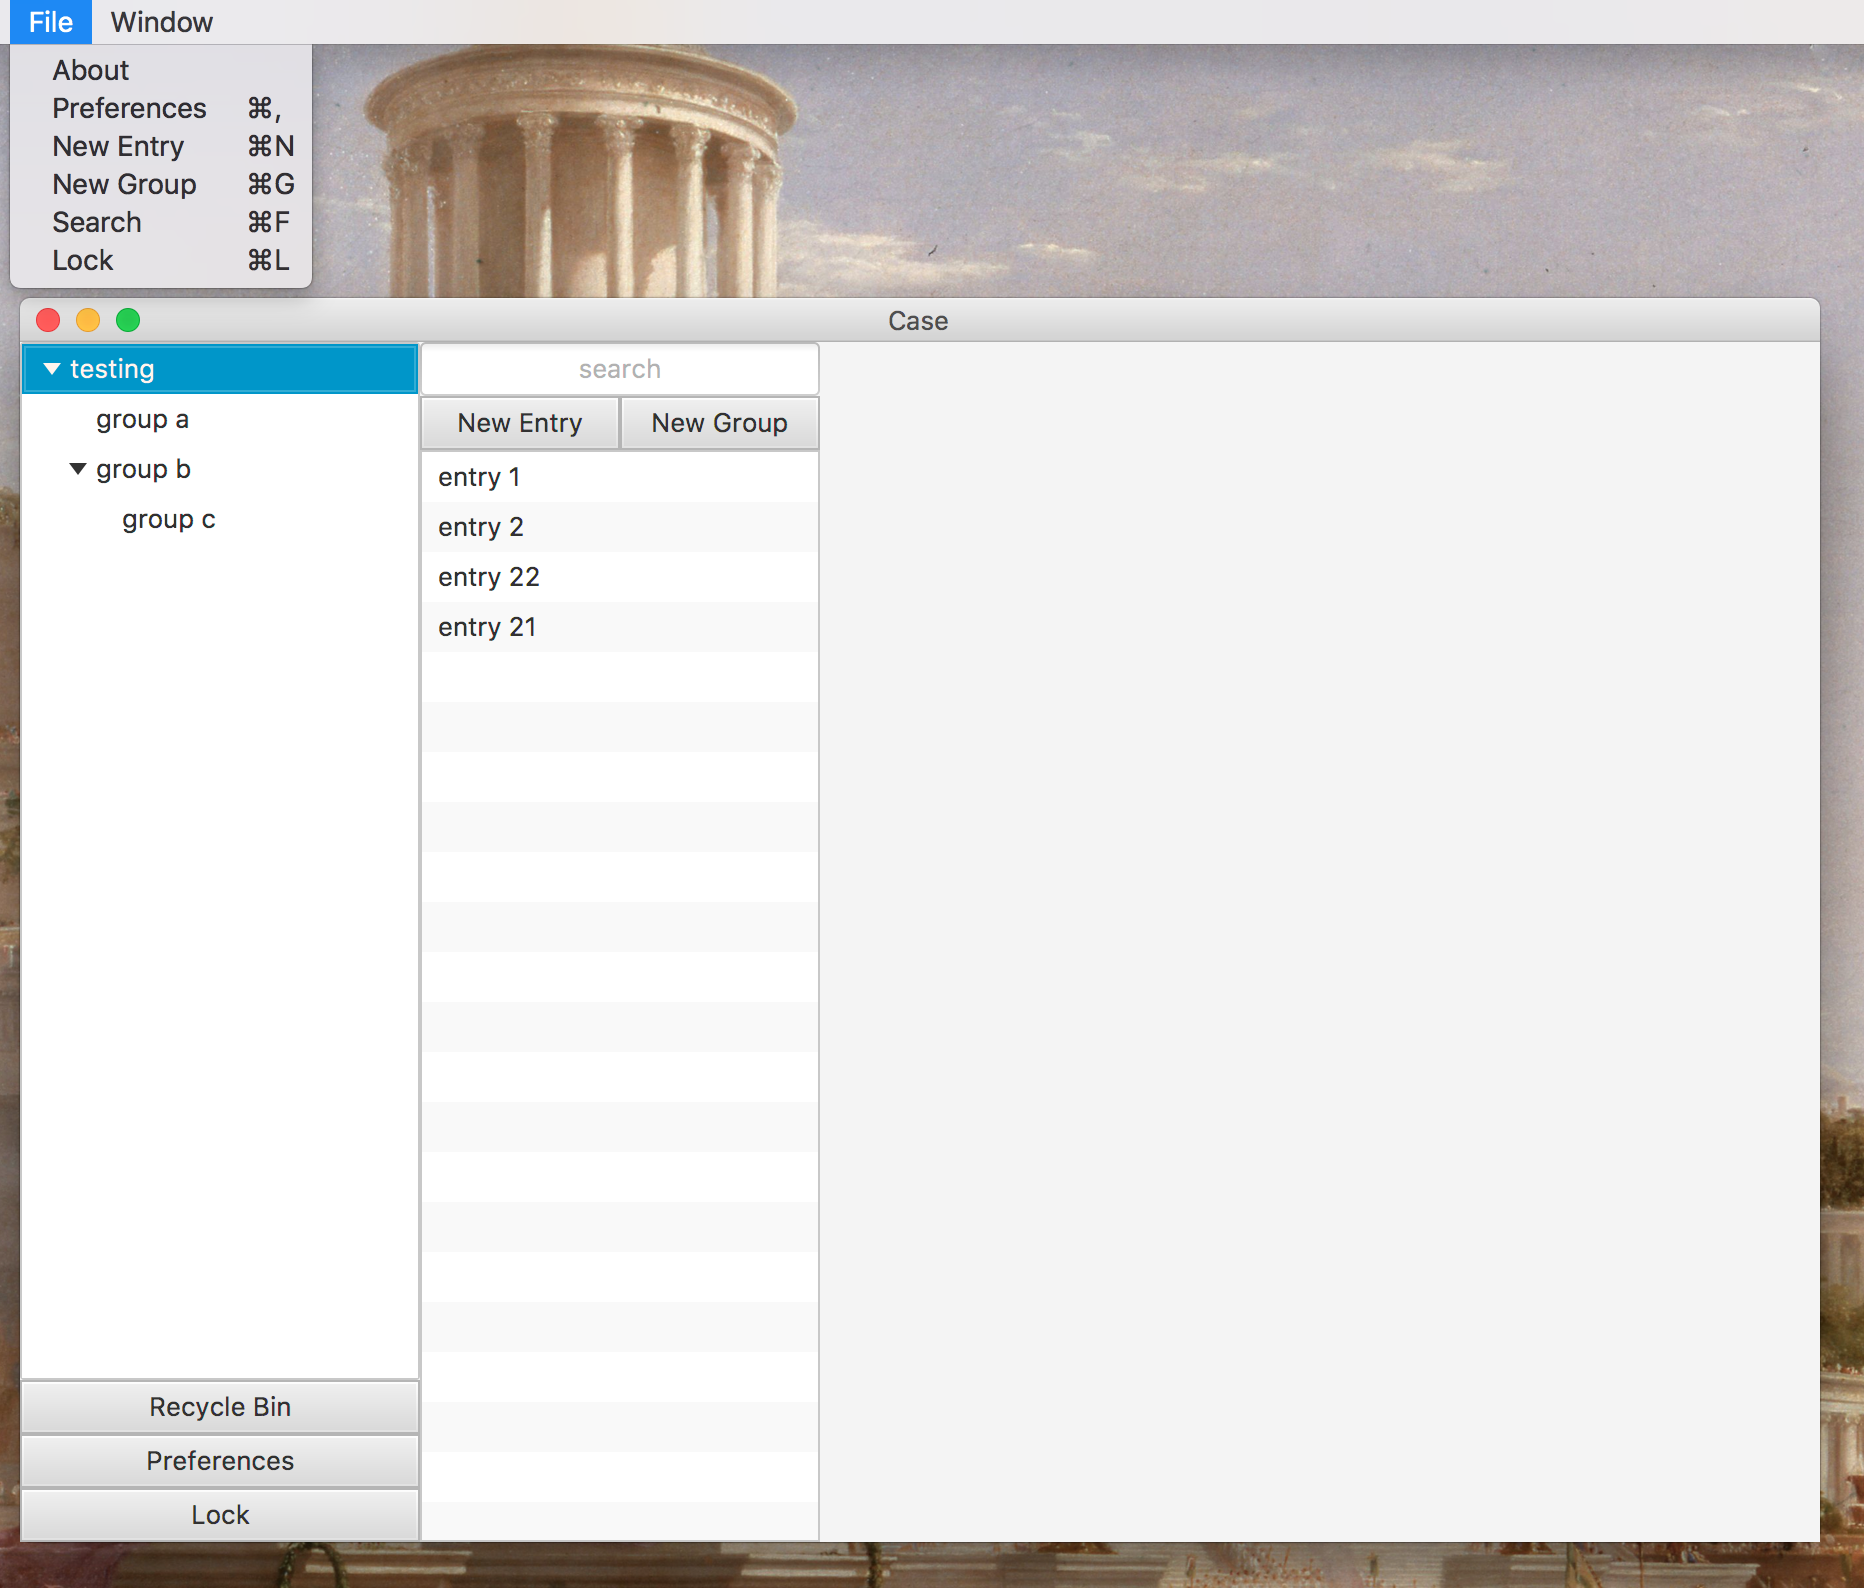 File Window
About
Preferences ⌘,
New Entry ⌘N
New Group ⌘G
Search ⌘F
Lock ⌘L
Case
testing
group a
group b
group c
Recycle Bin
Preferences
Lock
search
New Entry New Group
entry 1
entry 2
entry 22
entry 21